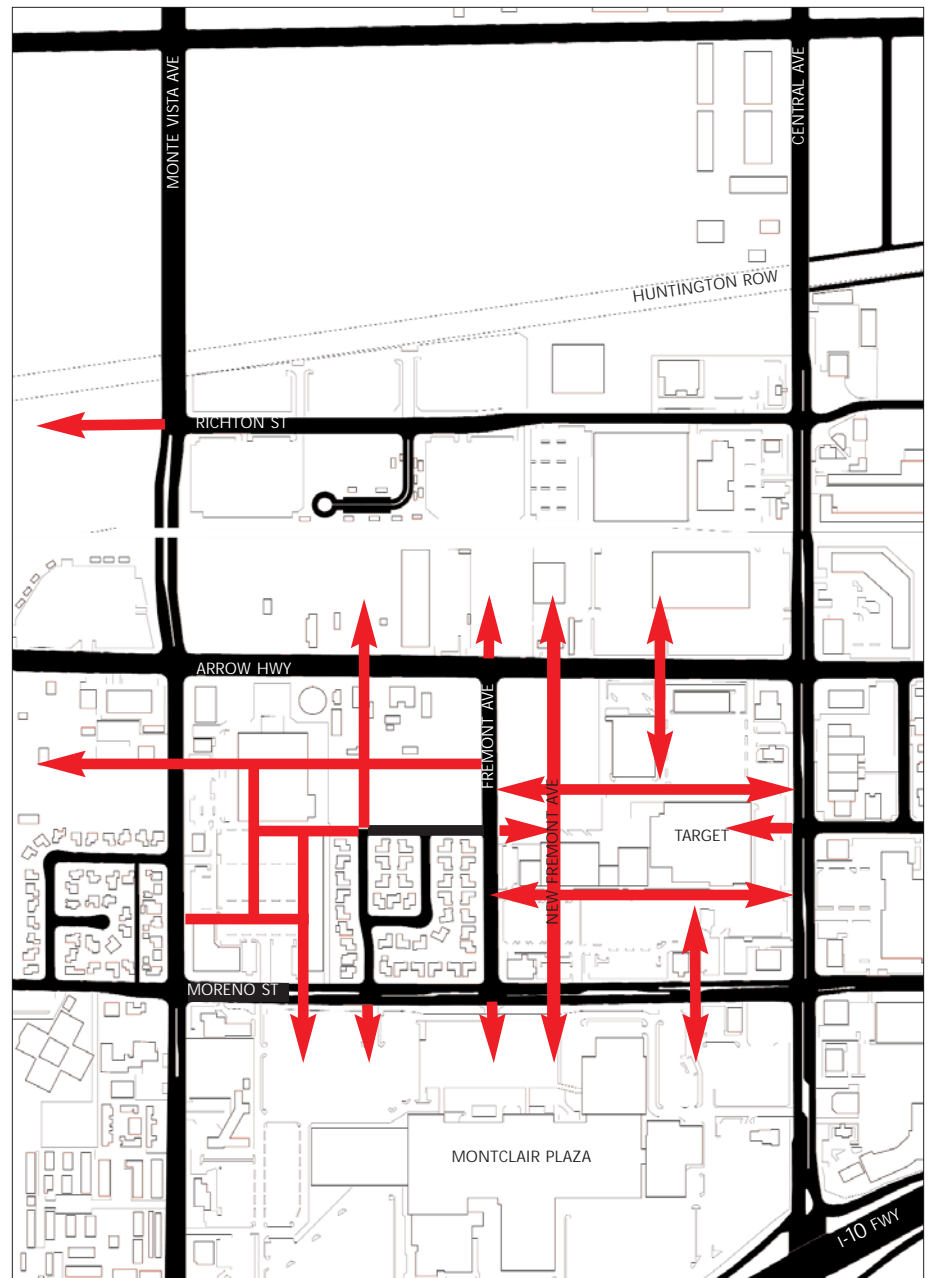 MONTE VISTA AVE
CENTRAL AVE
HUNTINGTON ROW
RICHTON ST
ARROW HWY
FREMONT AVE
NEW FREMONT AVE
TARGET
MORENO ST
MONTCLAIR PLAZA
I-10 FWY